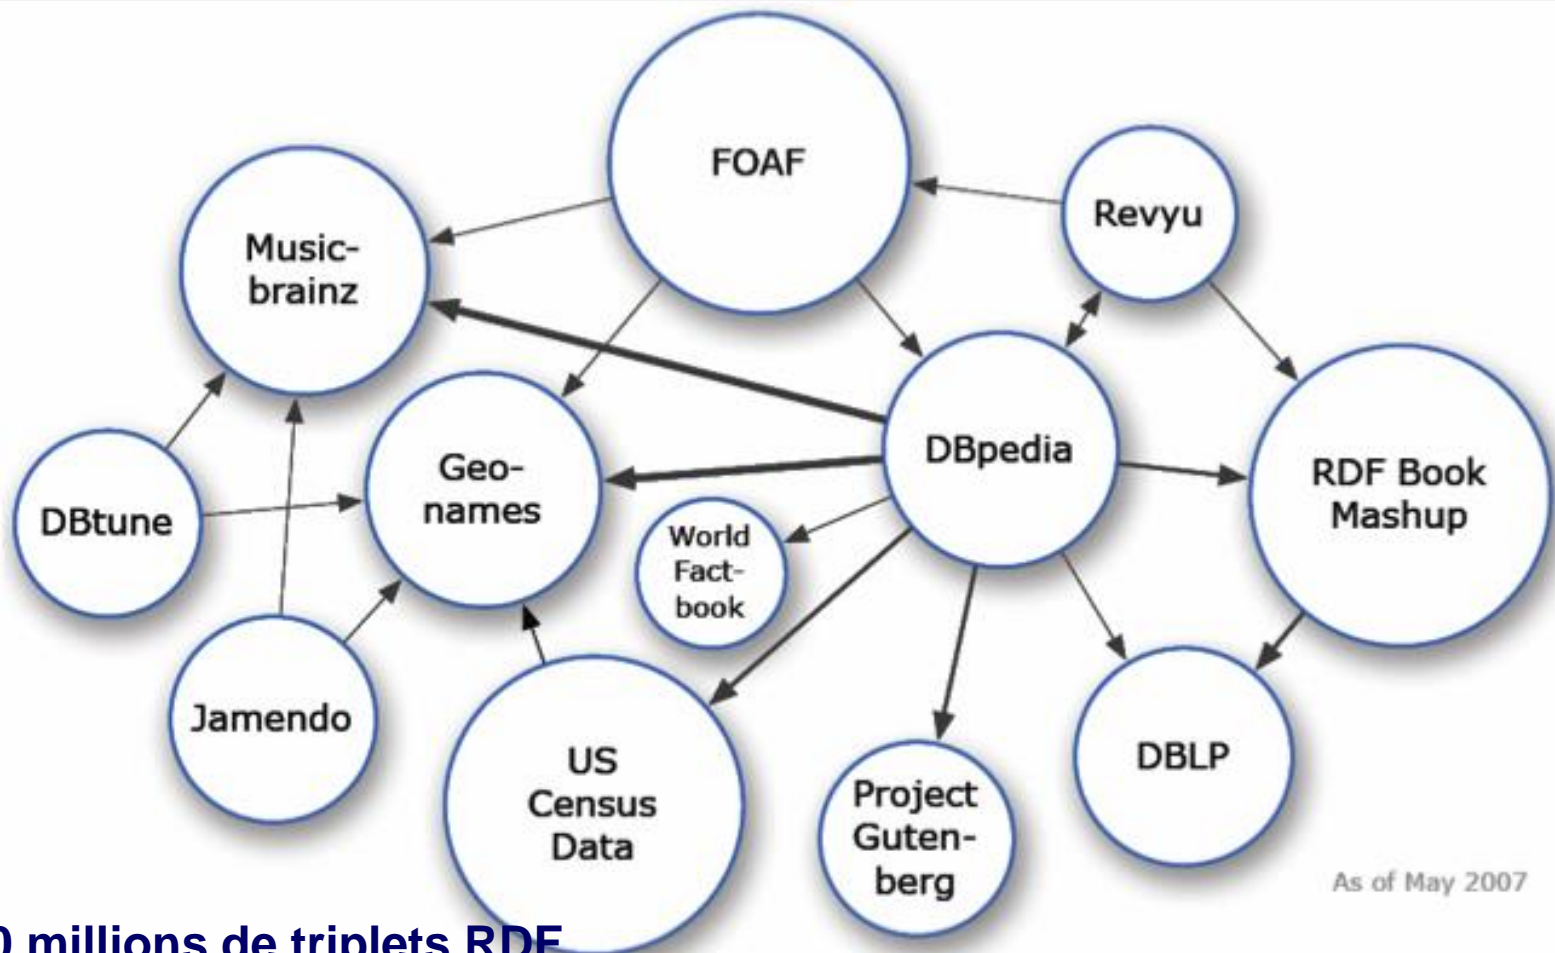 FOAF
Revyu
Music-
brainz
DBpedia
Geo-
names
RDF Book
Mashup
DBtune
World
Fact-
book
Jamendo
US
Census
Data
Project
Guten-
berg
DBLP
As of May 2007
millions de triplets RDF